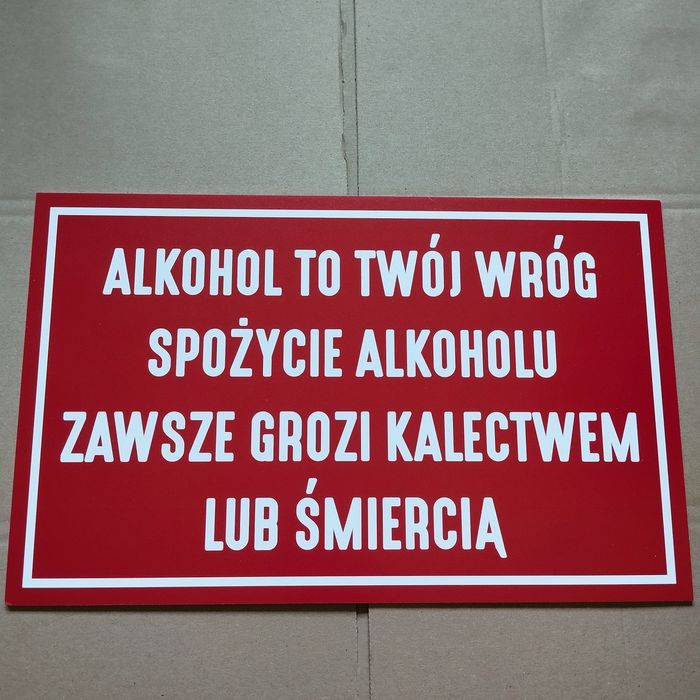 ALKOHOL TO TWÓJ WRÓG
SPOŻYCIE ALKOHOLU
ZAWSZE GROZI KALECTWEM
LUB ŚMIERCIĄ